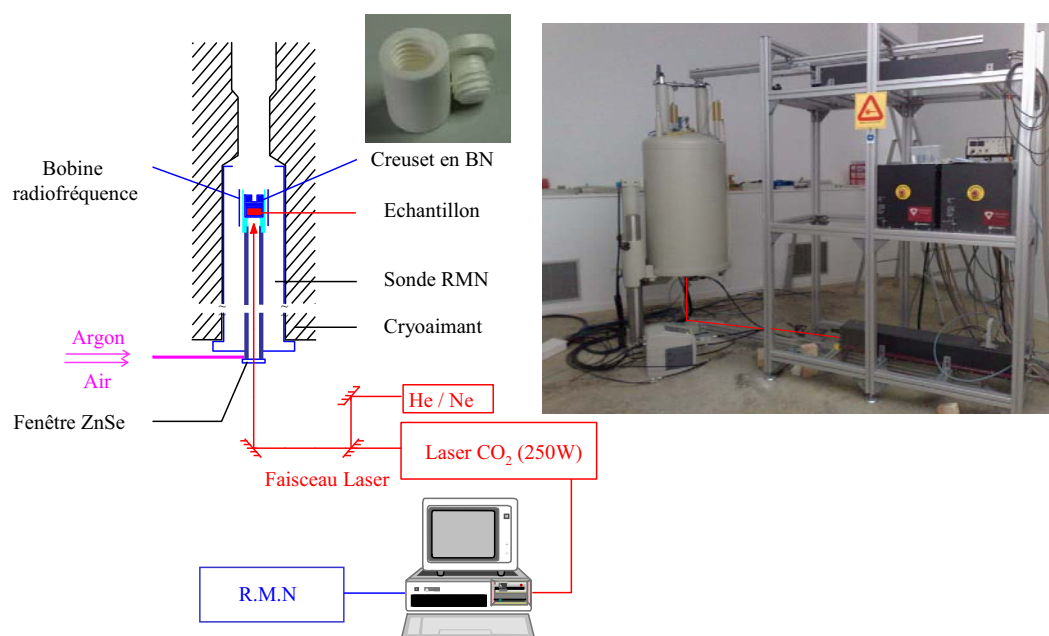 Bobine
radiofréquence
Creuset en BN
Echantillon
Sonde RMN
Cryoaimant
Argon
Air
Fenêtre ZnSe
He / Ne
Laser CO₂ (250W)
Faisceau Laser
R.M.N